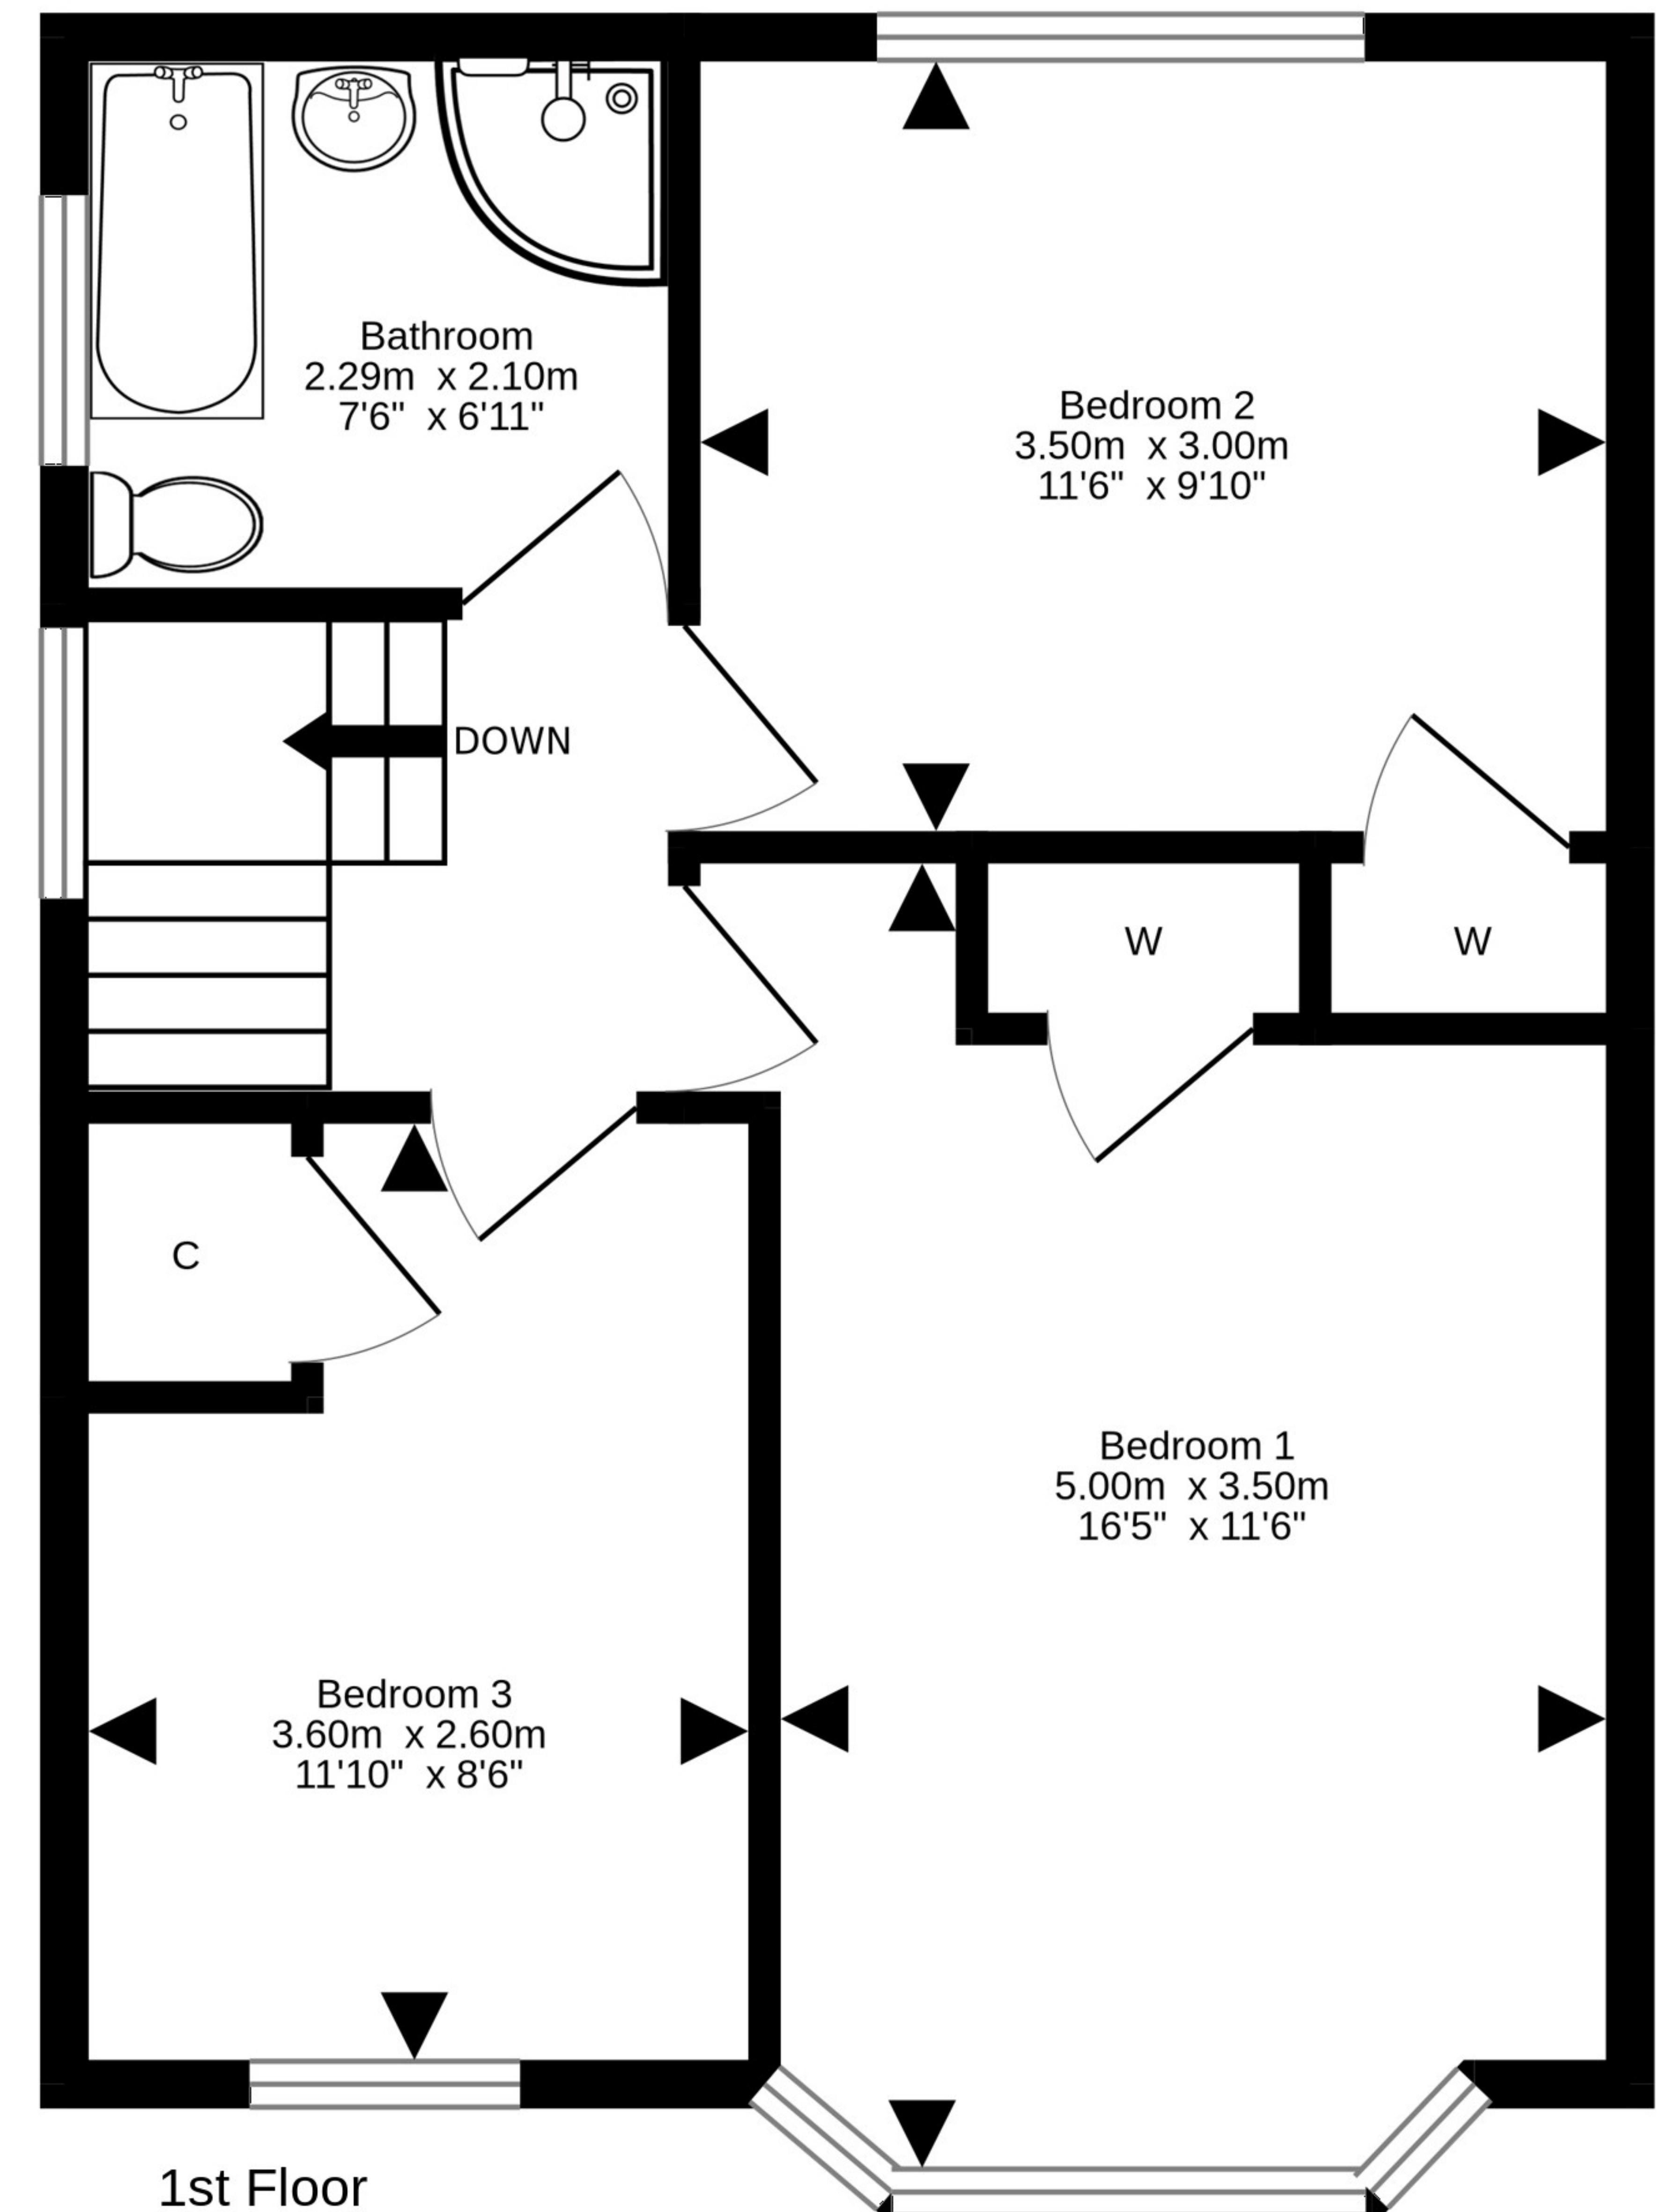 Bathroom
2.29m x 2.10m
7'6" x 6'11"
Bedroom 2
3.50m x 3.00m
11'6" x 9'10"
DOWN
W
W
C
Bedroom 1
5.00m x 3.50m
16'5" x 11'6"
Bedroom 3
3.60m x 2.60m
11'10" x 8'6"
1st Floor